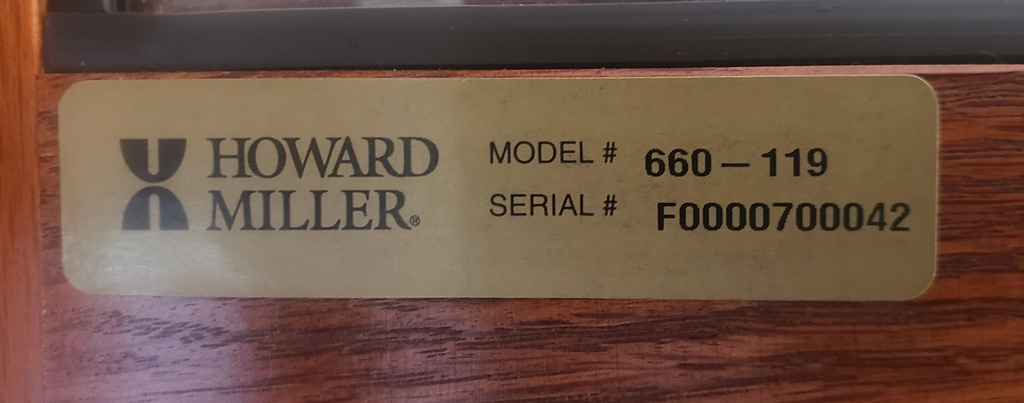 HOWARD
MILLER®
MODEL # 660 – 119
SERIAL # F0000700042